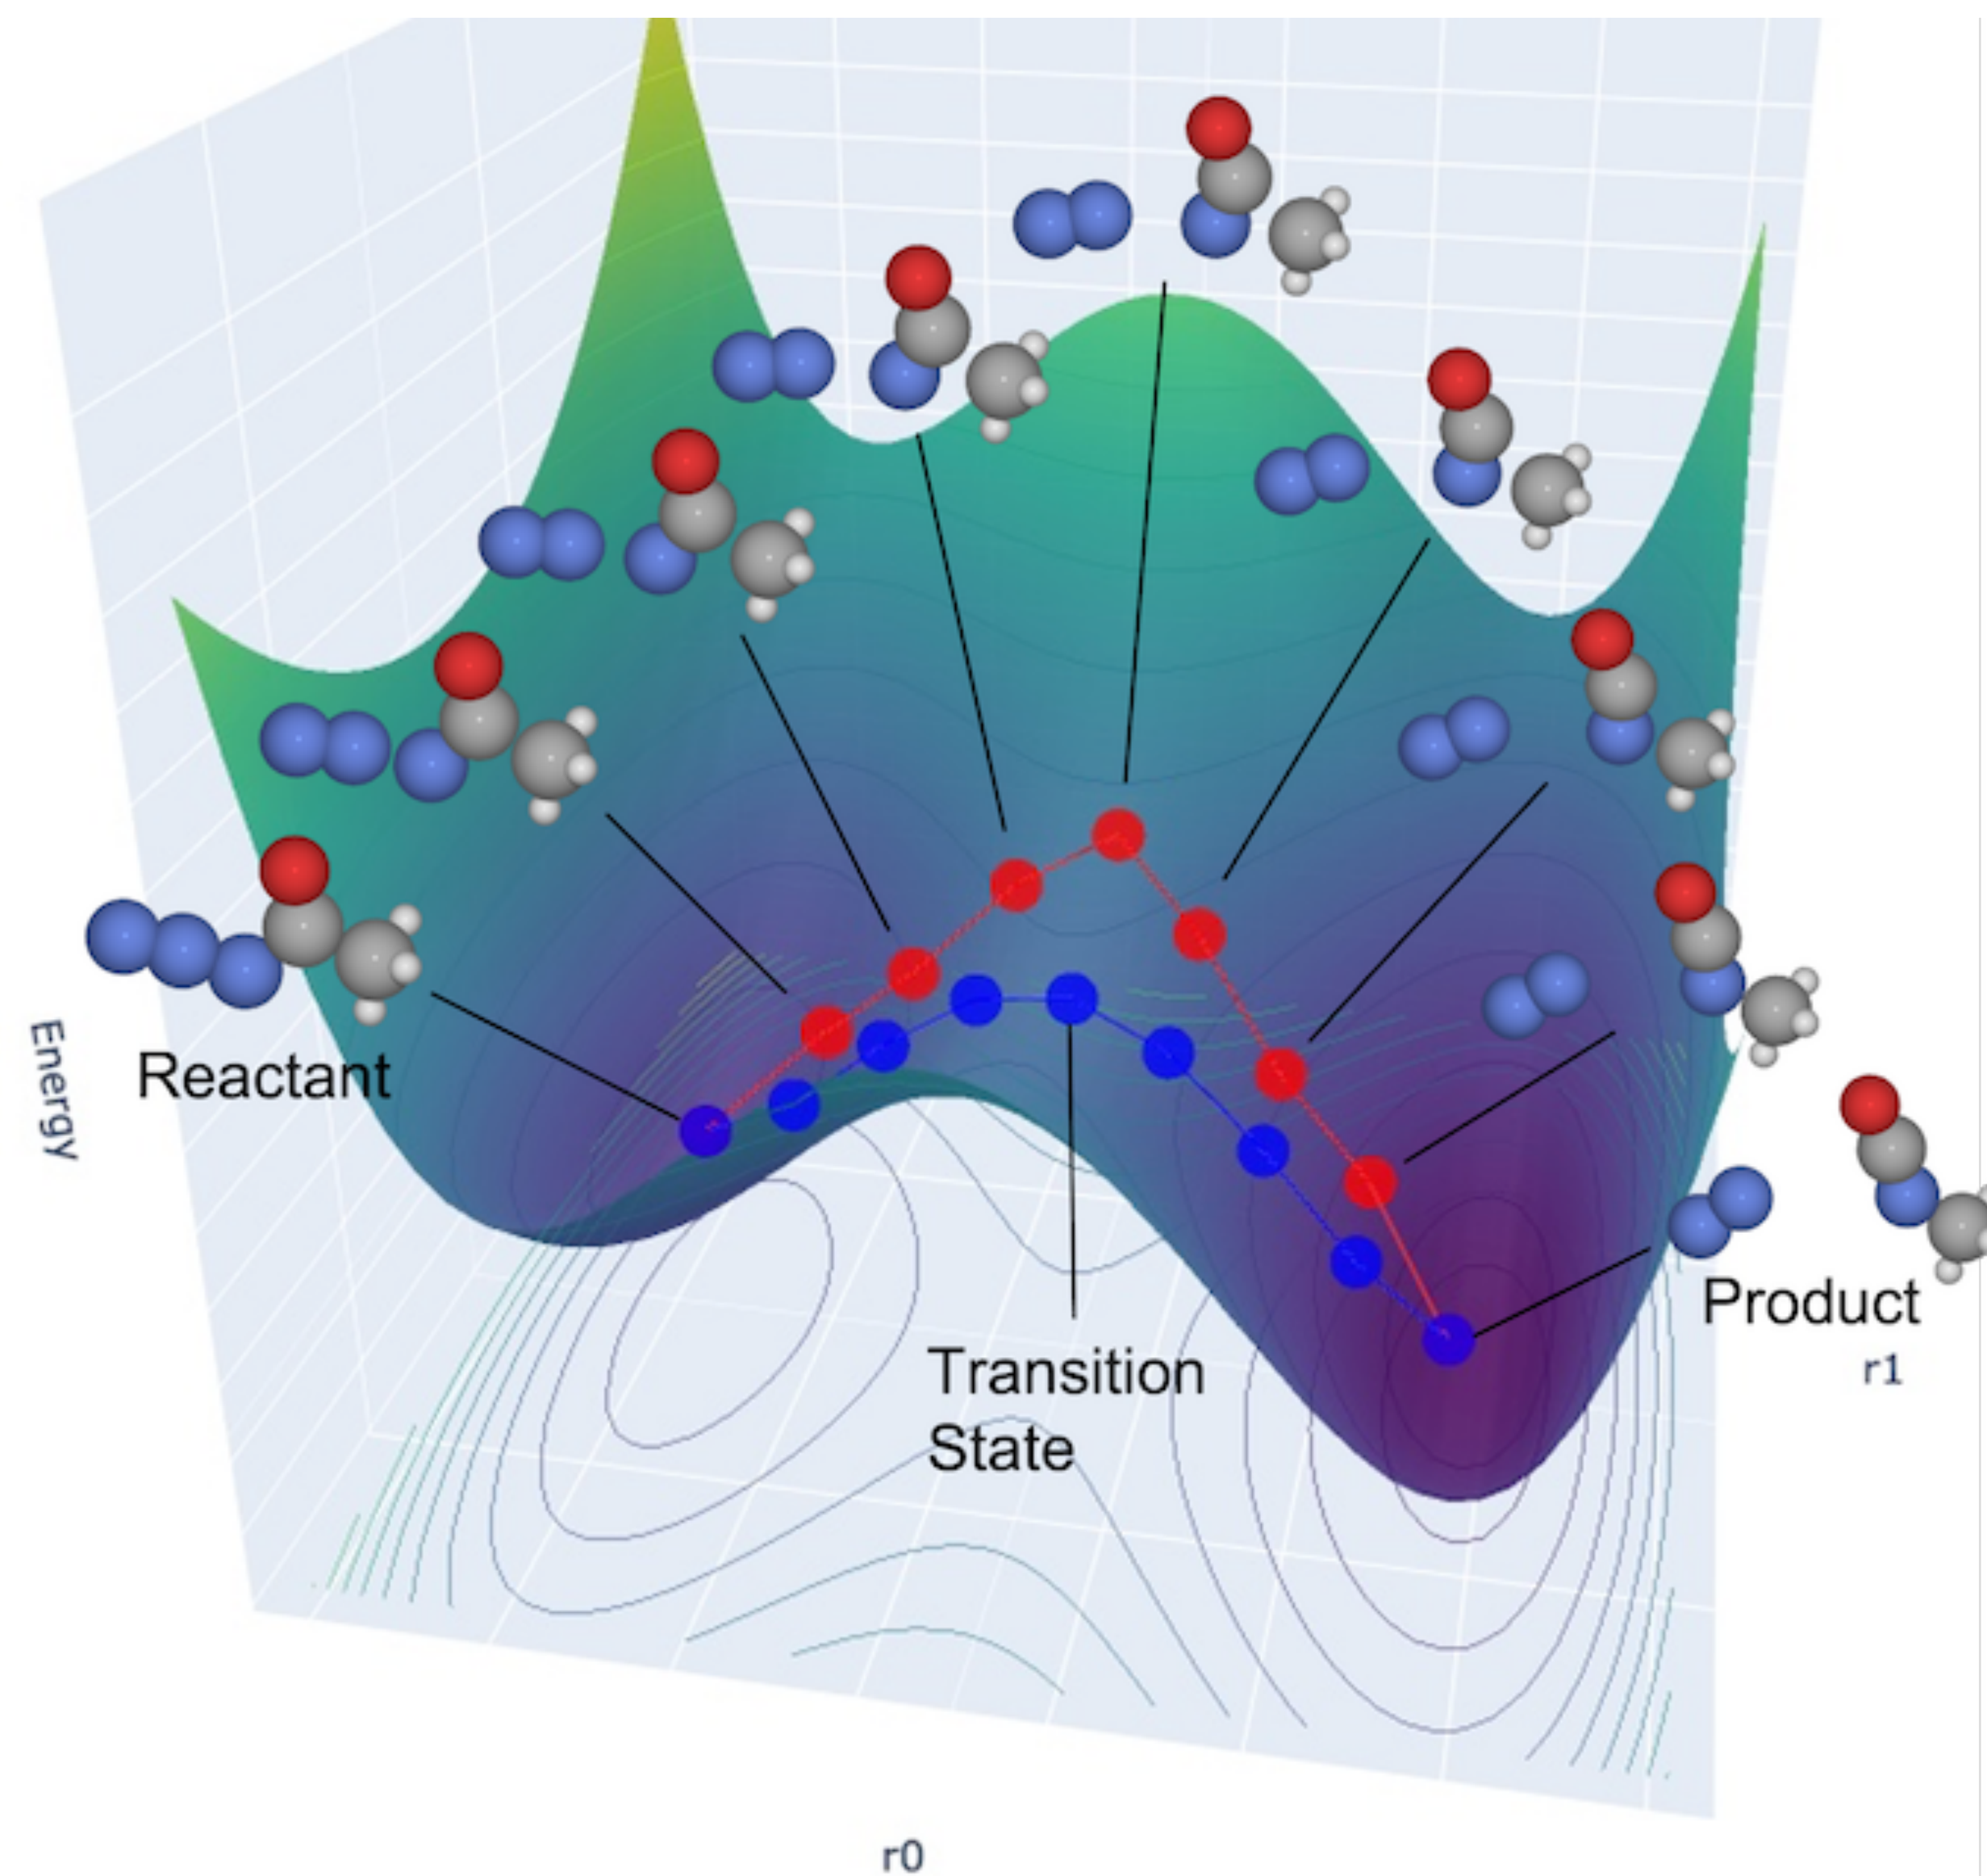 Energy
Reactant
Transition
State
Product
r1
r0